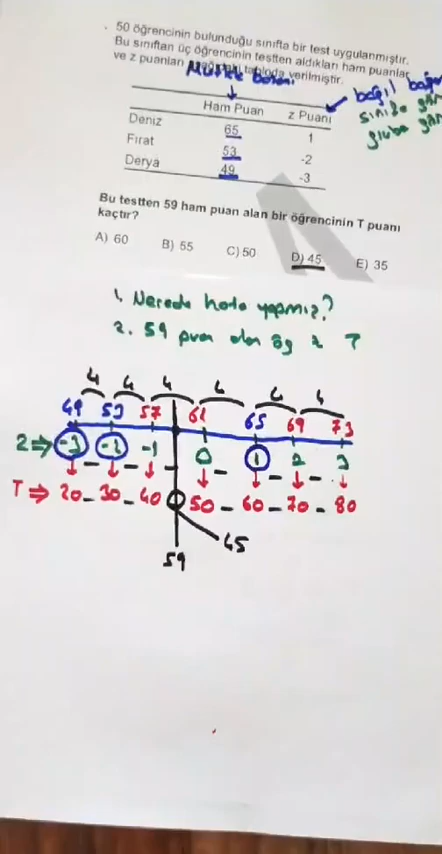 50 öğrencinin bulunduğu sınıfta bir test uygulanmıştır.
Bu sınıftan üç öğrencinin testten aldıkları ham puanlar
ve z puanları tabloda verilmiştir.
bağıl
Ham Puan z Puanı
Deniz 65 1
Fırat 53 -2
Derya 49 -3
Bu testten 59 ham puan alan bir öğrencinin T puanı
kaçtır?
A) 60 B) 55 C) 50 D) 45 E) 35
1. Nerede hata yapmış?
2. 59 puan alan öğ z T
4 4 4 4 4 4
49 53 57 61 65 69 73
Z⇒ -3 -2 -1 0 1 2 3
T⇒ 20 - 30 - 40 50 - 60 - 70 - 80
45
59